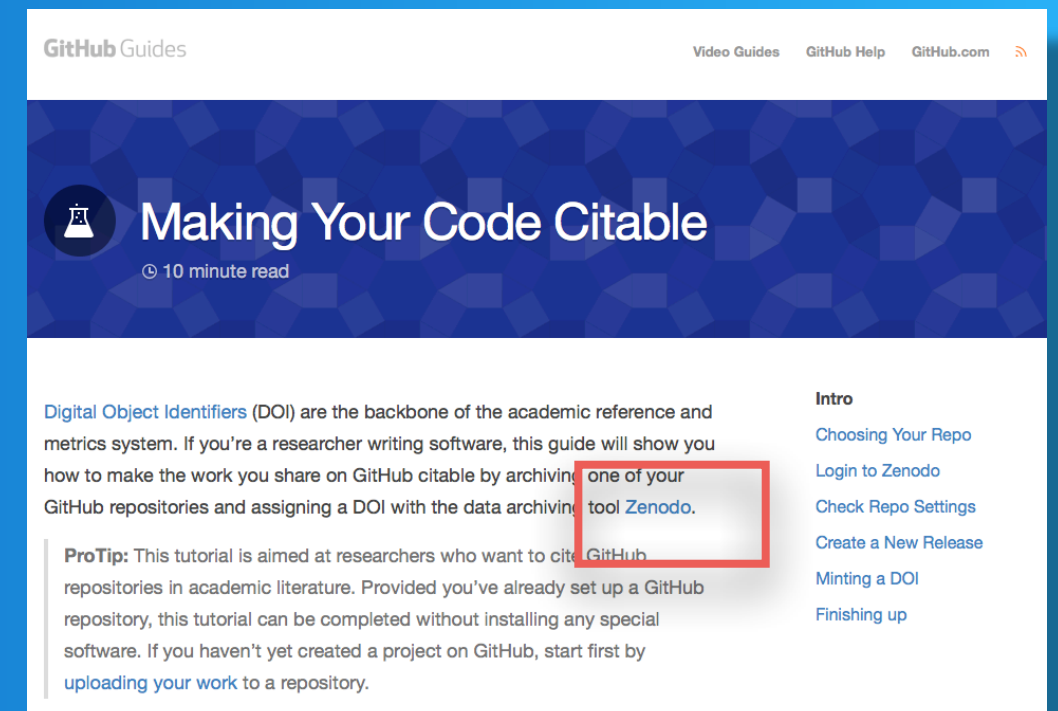 GitHub Guides
Video Guides GitHub Help GitHub.com
Making Your Code Citable
10 minute read
Digital Object Identifiers (DOI) are the backbone of the academic reference and
metrics system. If you're a researcher writing software, this guide will show you
how to make the work you share on GitHub citable by archiving one of your
GitHub repositories and assigning a DOI with the data archiving tool Zenodo.
ProTip: This tutorial is aimed at researchers who want to cite GitHub
repositories in academic literature. Provided you've already set up a GitHub
repository, this tutorial can be completed without installing any special
software. If you haven't yet created a project on GitHub, start first by
uploading your work to a repository.
Intro
Choosing Your Repo
Login to Zenodo
Check Repo Settings
Create a New Release
Minting a DOI
Finishing up